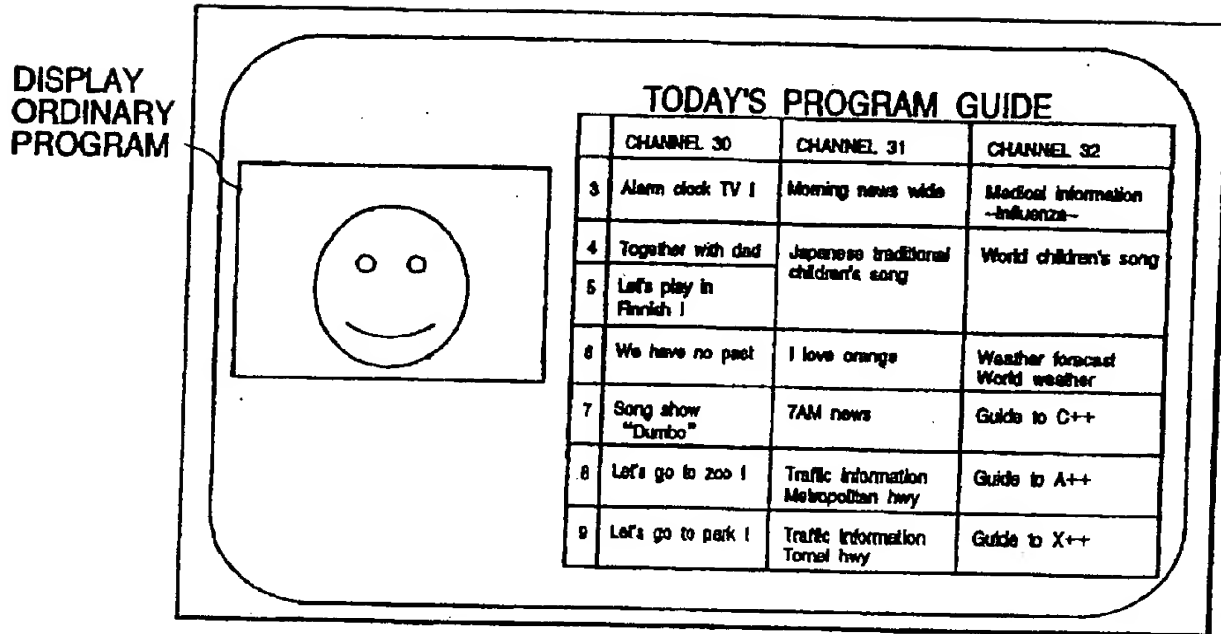 DISPLAY
ORDINARY
PROGRAM
TODAY'S PROGRAM GUIDE
CHANNEL 30 CHANNEL 31 CHANNEL 32
3 Alarm clock TV ! Morning news wide Medical information
~Influenza~
4 Together with dad Japanese traditional World children's song
children's song
5 Let's play in
Finnish !
6 We have no past I love orange Weather forecast
World weather
7 Song show 7AM news Guide to C++
"Dumbo"
8 Let's go to zoo ! Traffic information Guide to A++
Metropolitan hwy
9 Let's go to park ! Traffic information Guide to X++
Tomei hwy